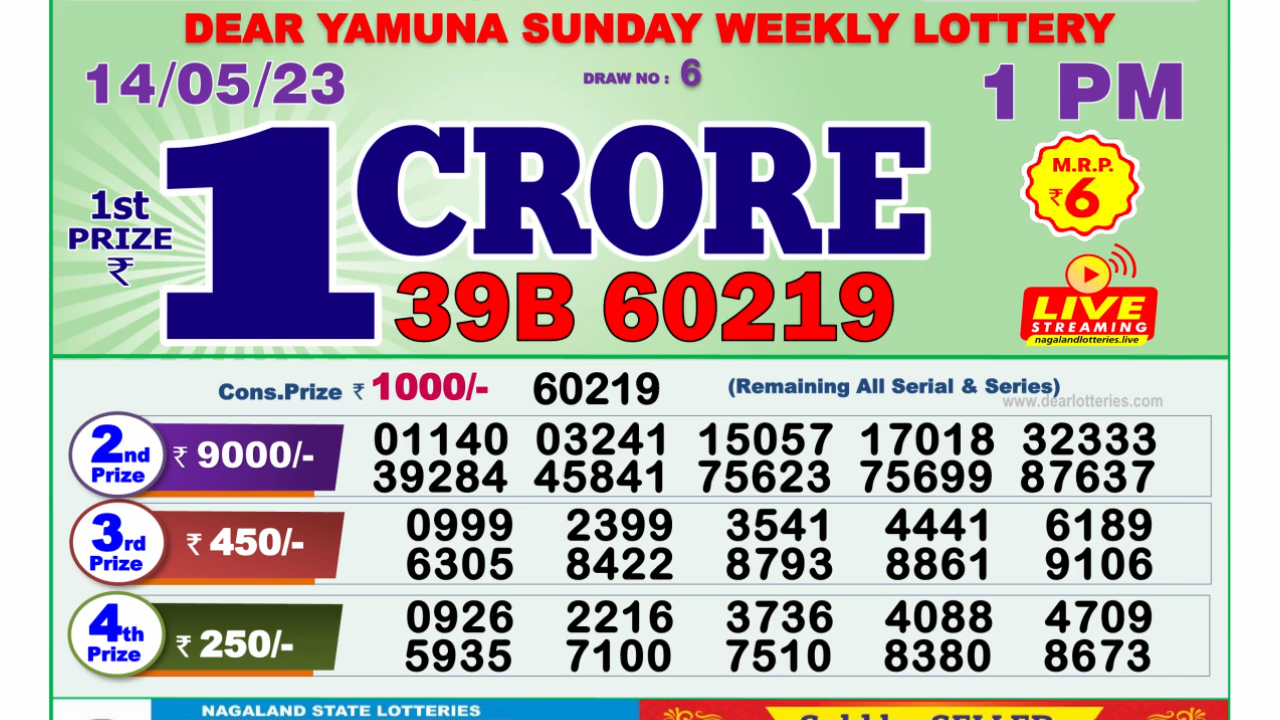 DEAR YAMUNA SUNDAY WEEKLY LOTTERY
14/05/23
DRAW NO : 6
1 PM
1st
PRIZE
₹
1 CRORE
39B 60219
M.R.P.
₹6
LIVE
STREAMING
nagalandlotteries.live
Cons.Prize ₹ 1000/- 60219 (Remaining All Serial & Series)
www.dearlotteries.com
2nd
Prize
₹ 9000/-
01140 03241 15057 17018 32333
39284 45841 75623 75699 87637
3rd
Prize
₹ 450/-
0999 2399 3541 4441 6189
6305 8422 8793 8861 9106
4th
Prize
₹ 250/-
0926 2216 3736 4088 4709
5935 7100 7510 8380 8673
NAGALAND STATE LOTTERIES